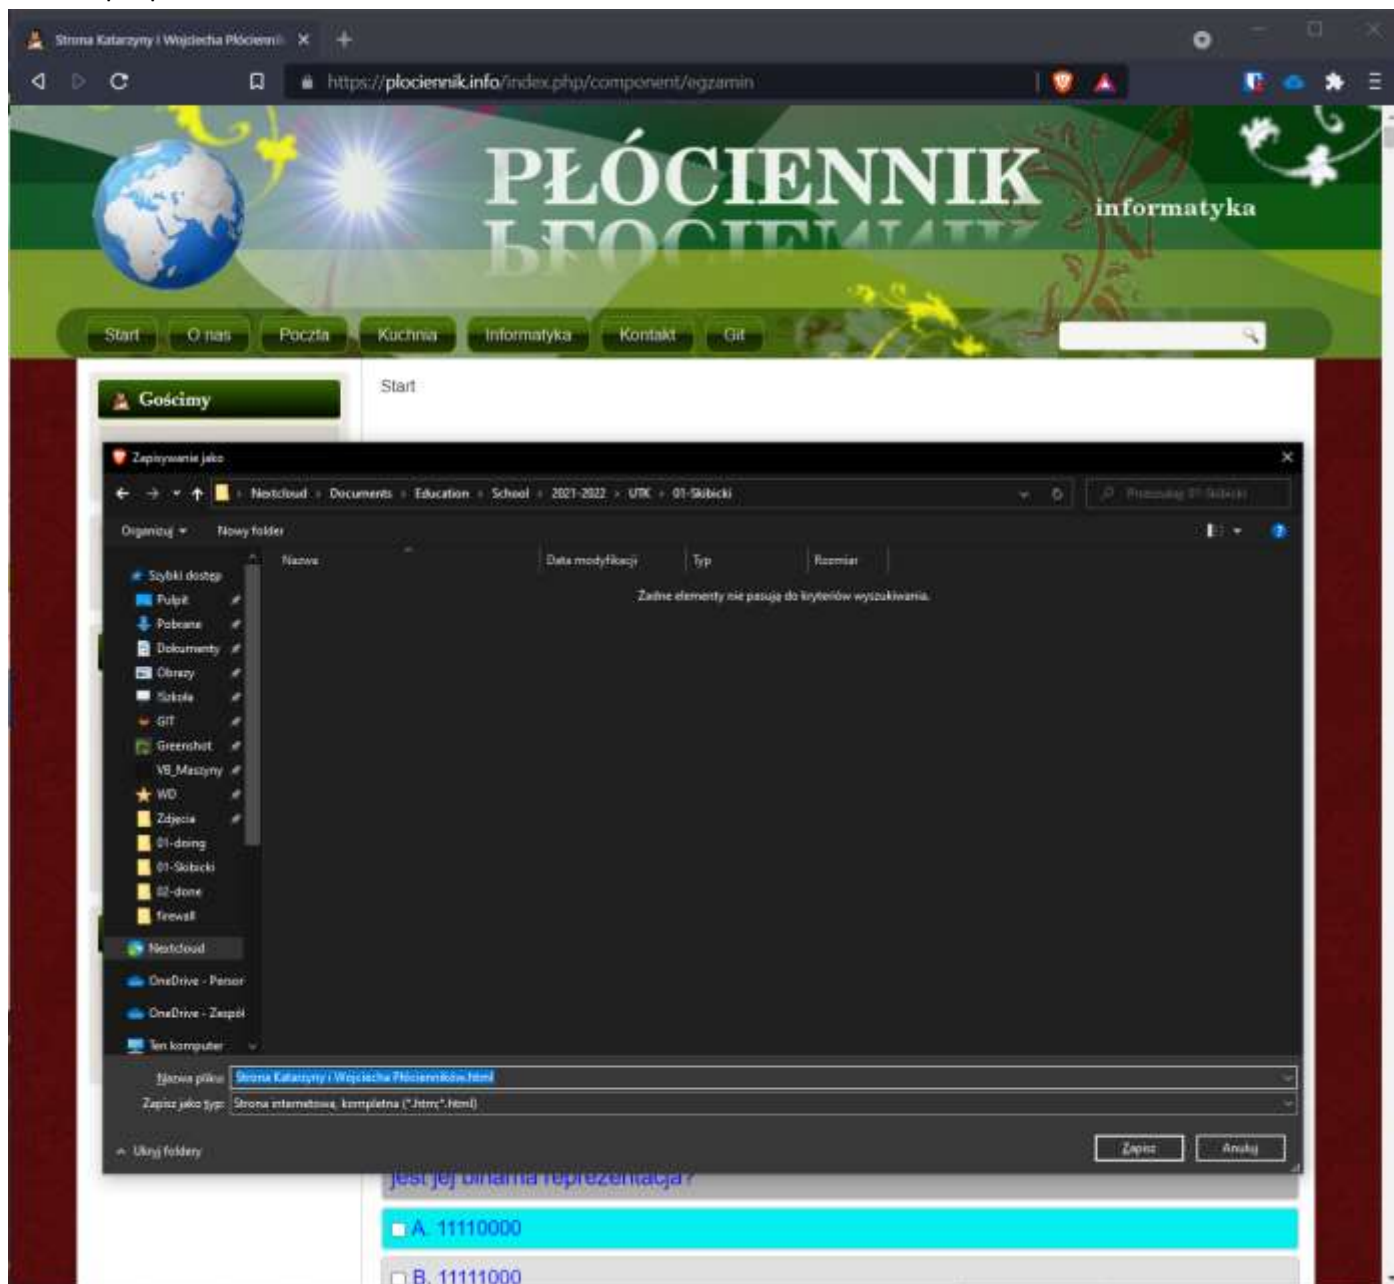 Strona Katarzyny i Wojciecha Płócienni
https://plociennik.info/index.php/component/egzamin
PŁÓCIENNIK
informatyka
Start O nas Poczta Kuchnia Informatyka Kontakt Git
Gościmy
Start
Zapisywanie jako
Nextcloud › Documents › Education › School › 2021-2022 › UTK › 01-Skibicki
Przeszukaj: 01-Skibicki
Organizuj Nowy folder
Nazwa Data modyfikacji Typ Rozmiar
Żadne elementy nie pasują do kryteriów wyszukiwania.
Szybki dostęp
Pulpit
Pobrane
Dokumenty
Obrazy
Szkoła
GIT
Greenshot
VB_Maszyny
WD
Zdjęcia
01-doing
01-Skibicki
02-done
firewall
Nextcloud
OneDrive - Person
OneDrive - Zespół
Ten komputer
Nazwa pliku: Strona Katarzyny i Wojciecha Płócienników.html
Zapisz jako typ: Strona internetowa, kompletna (*.htm;*.html)
Ukryj foldery
Zapisz Anuluj
jest jej binarna reprezentacja?
A. 11110000
B. 11111000